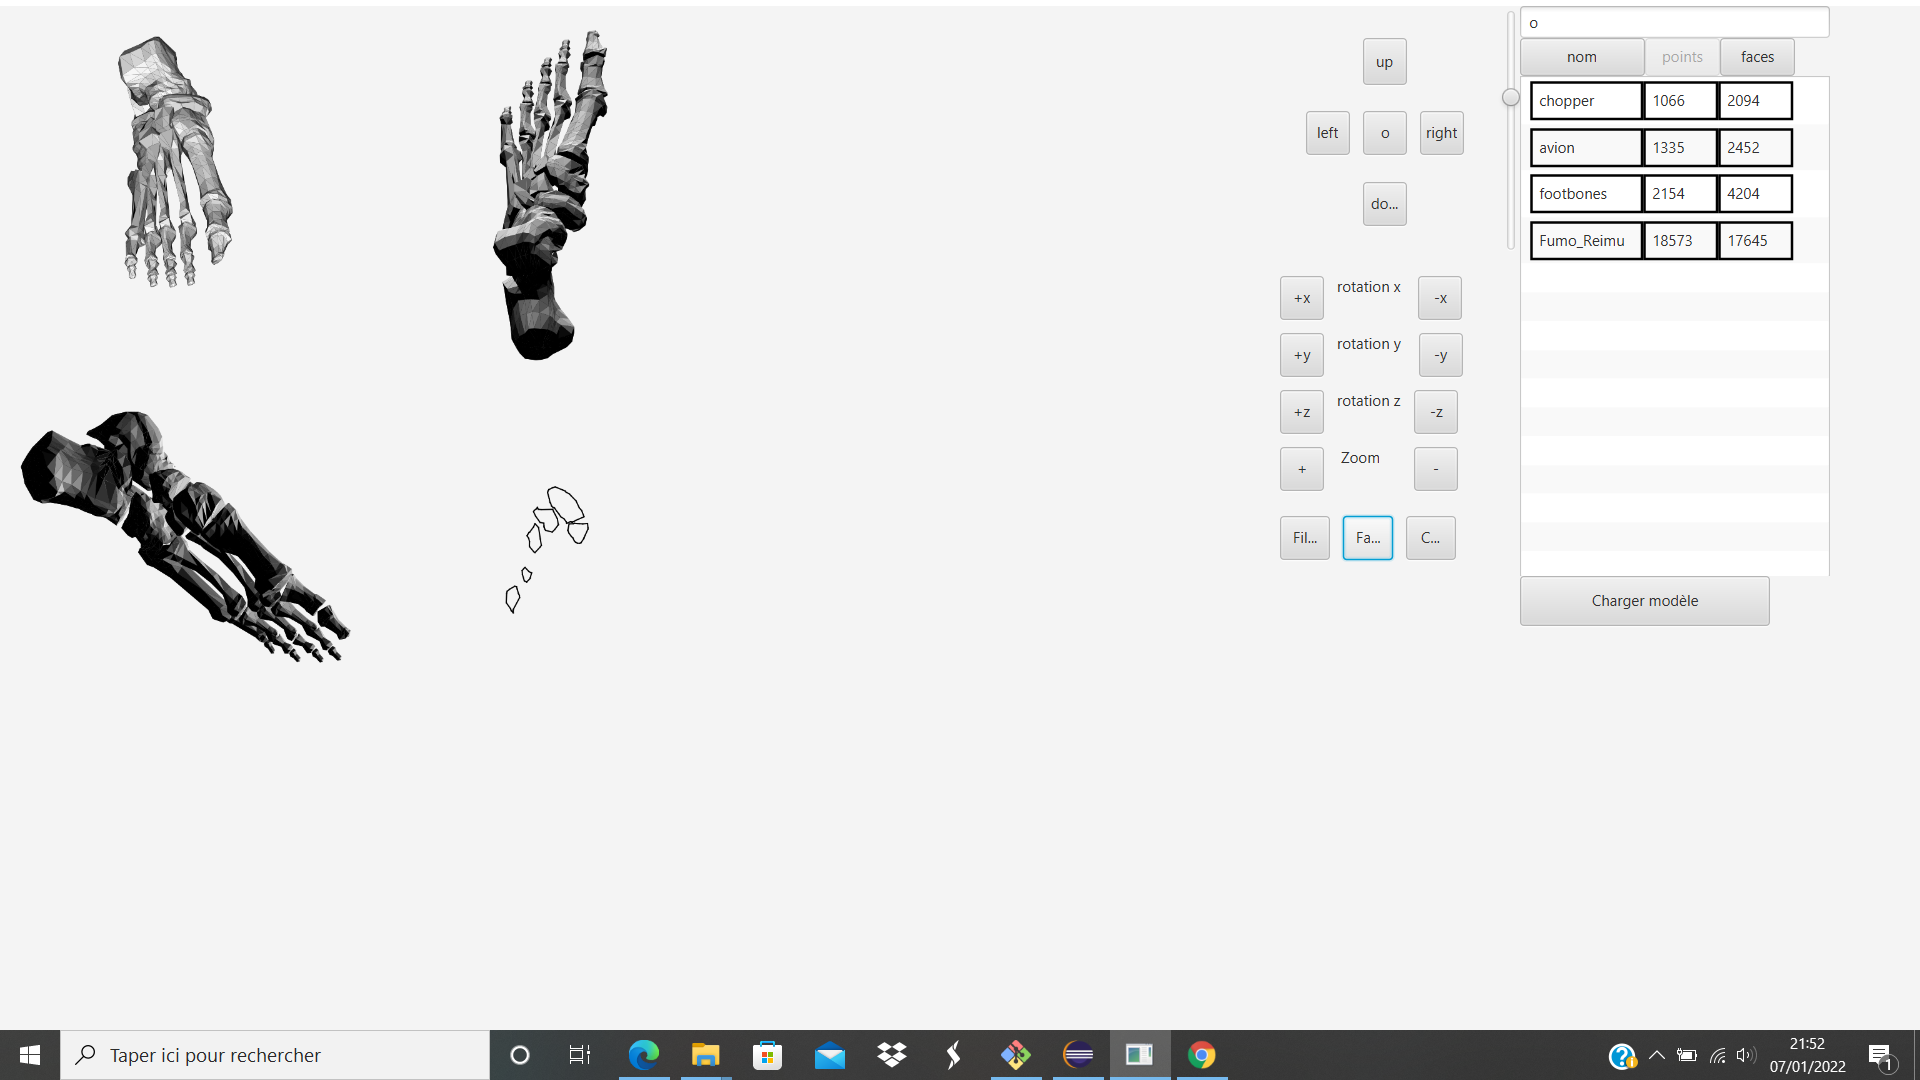 up
left o right
do...
+x rotation x -x
+y rotation y -y
+z rotation z -z
+ Zoom -
Fil... Fa... C...
o
nom points faces
chopper 1066 2094
avion 1335 2452
footbones 2154 4204
Fumo_Reimu 18573 17645
Charger modèle
Taper ici pour rechercher
21:52
07/01/2022
1